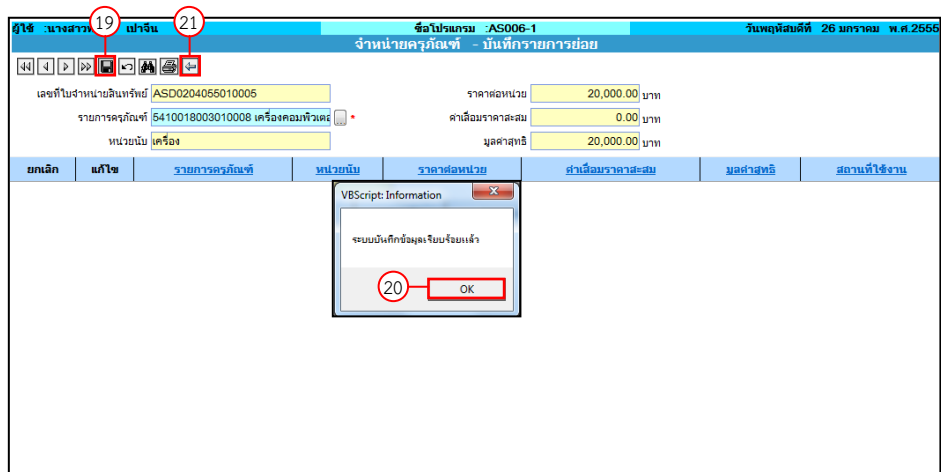 19 21
ผู้ใช้ :นางสาว เปาจีน ชื่อโปรแกรม :AS006-1 วันพฤหัสบดีที่ 26 มกราคม พ.ศ.2555
จำหน่ายครุภัณฑ์ - บันทึกรายการย่อย
เลขที่ใบจำหน่ายสินทรัพย์ ASD0204055010005 ราคาต่อหน่วย 20,000.00 บาท
รายการครุภัณฑ์ 5410018003010008 เครื่องคอมพิวเตอ ... * ค่าเสื่อมราคาสะสม 0.00 บาท
หน่วยนับ เครื่อง มูลค่าสุทธิ 20,000.00 บาท
ยกเลิก แก้ไข รายการครุภัณฑ์ หน่วยนับ ราคาต่อหน่วย ค่าเสื่อมราคาสะสม มูลค่าสุทธิ สถานที่ใช้งาน
VBScript: Information
ระบบบันทึกข้อมูลเรียบร้อยแล้ว
20 OK